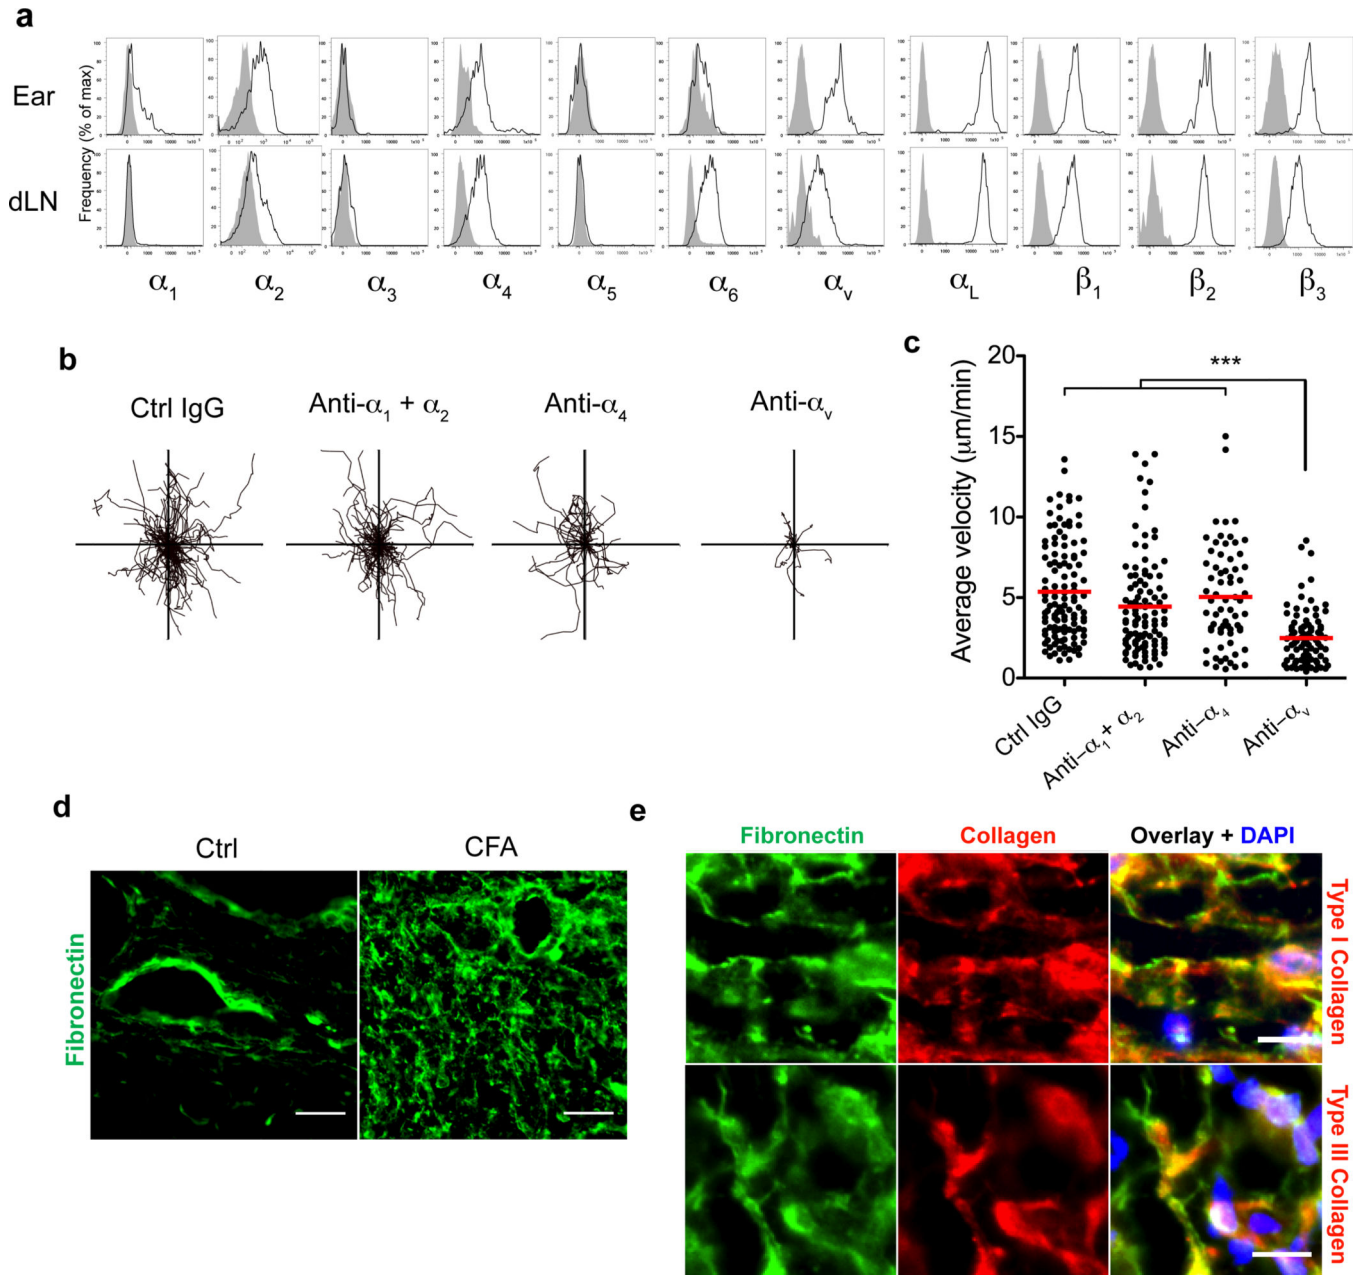 a
Ear
dLN
Frequency (% of max)
α1 α2 α3 α4 α5 α6 αv αL β1 β2 β3
b
Ctrl IgG Anti-α1 + α2 Anti-α4 Anti-αv
c
***
Average velocity (μm/min)
20
15
10
5
0
Ctrl IgG
Anti–α1 + α2
Anti–α4
Anti–αv
d
Ctrl CFA
Fibronectin
e
Fibronectin Collagen Overlay + DAPI
Type I Collagen
Type III Collagen